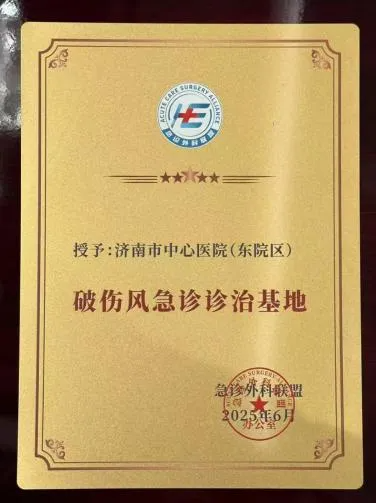 ACUTE CARE SURGERY ALLIANCE
急诊外科联盟
授予:济南市中心医院(东院区)
破伤风急诊诊治基地
急诊外科联盟
2025年6月
办公室